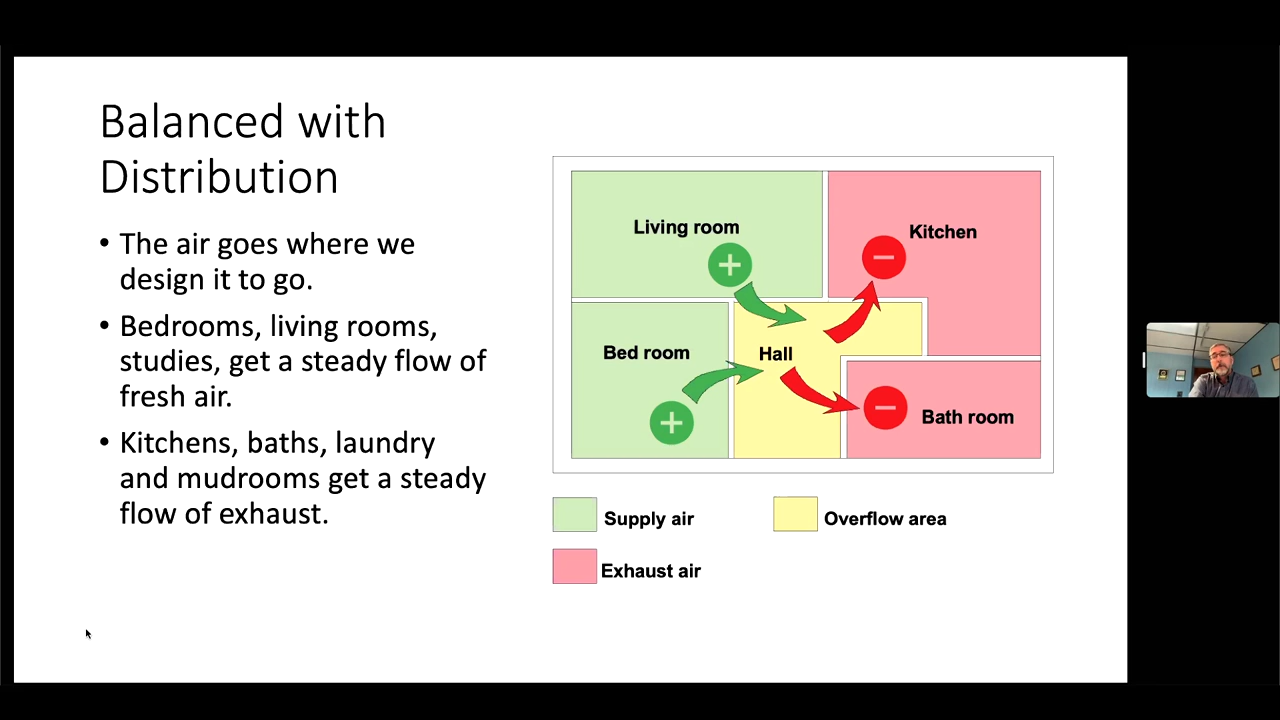 Balanced with
Distribution
• The air goes where we
design it to go.
• Bedrooms, living rooms,
studies, get a steady flow of
fresh air.
• Kitchens, baths, laundry
and mudrooms get a steady
flow of exhaust.
Living room
+
Kitchen
−
Bed room
+
Hall
−
Bath room
Supply air
Overflow area
Exhaust air